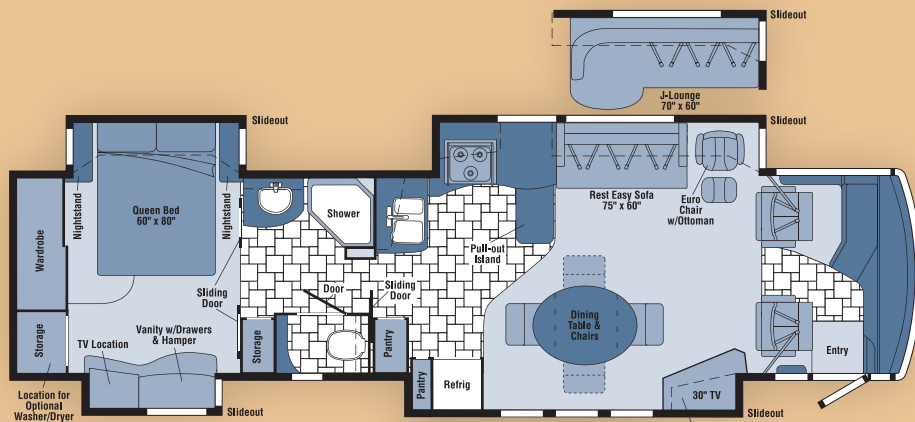 Slideout
J-Lounge
70" x 60"
Slideout
Slideout
Nightstand
Queen Bed
60" x 80"
Nightstand
Shower
Rest Easy Sofa
75" x 60"
Euro
Chair
w/Ottoman
Wardrobe
Pull-out
Island
Sliding
Door
Door
Sliding
Door
Dining
Table &
Chairs
Storage
TV Location
Vanity w/Drawers
& Hamper
Storage
Pantry
Pantry
Refrig
30" TV
Entry
Location for
Optional
Washer/Dryer
Slideout
Slideout